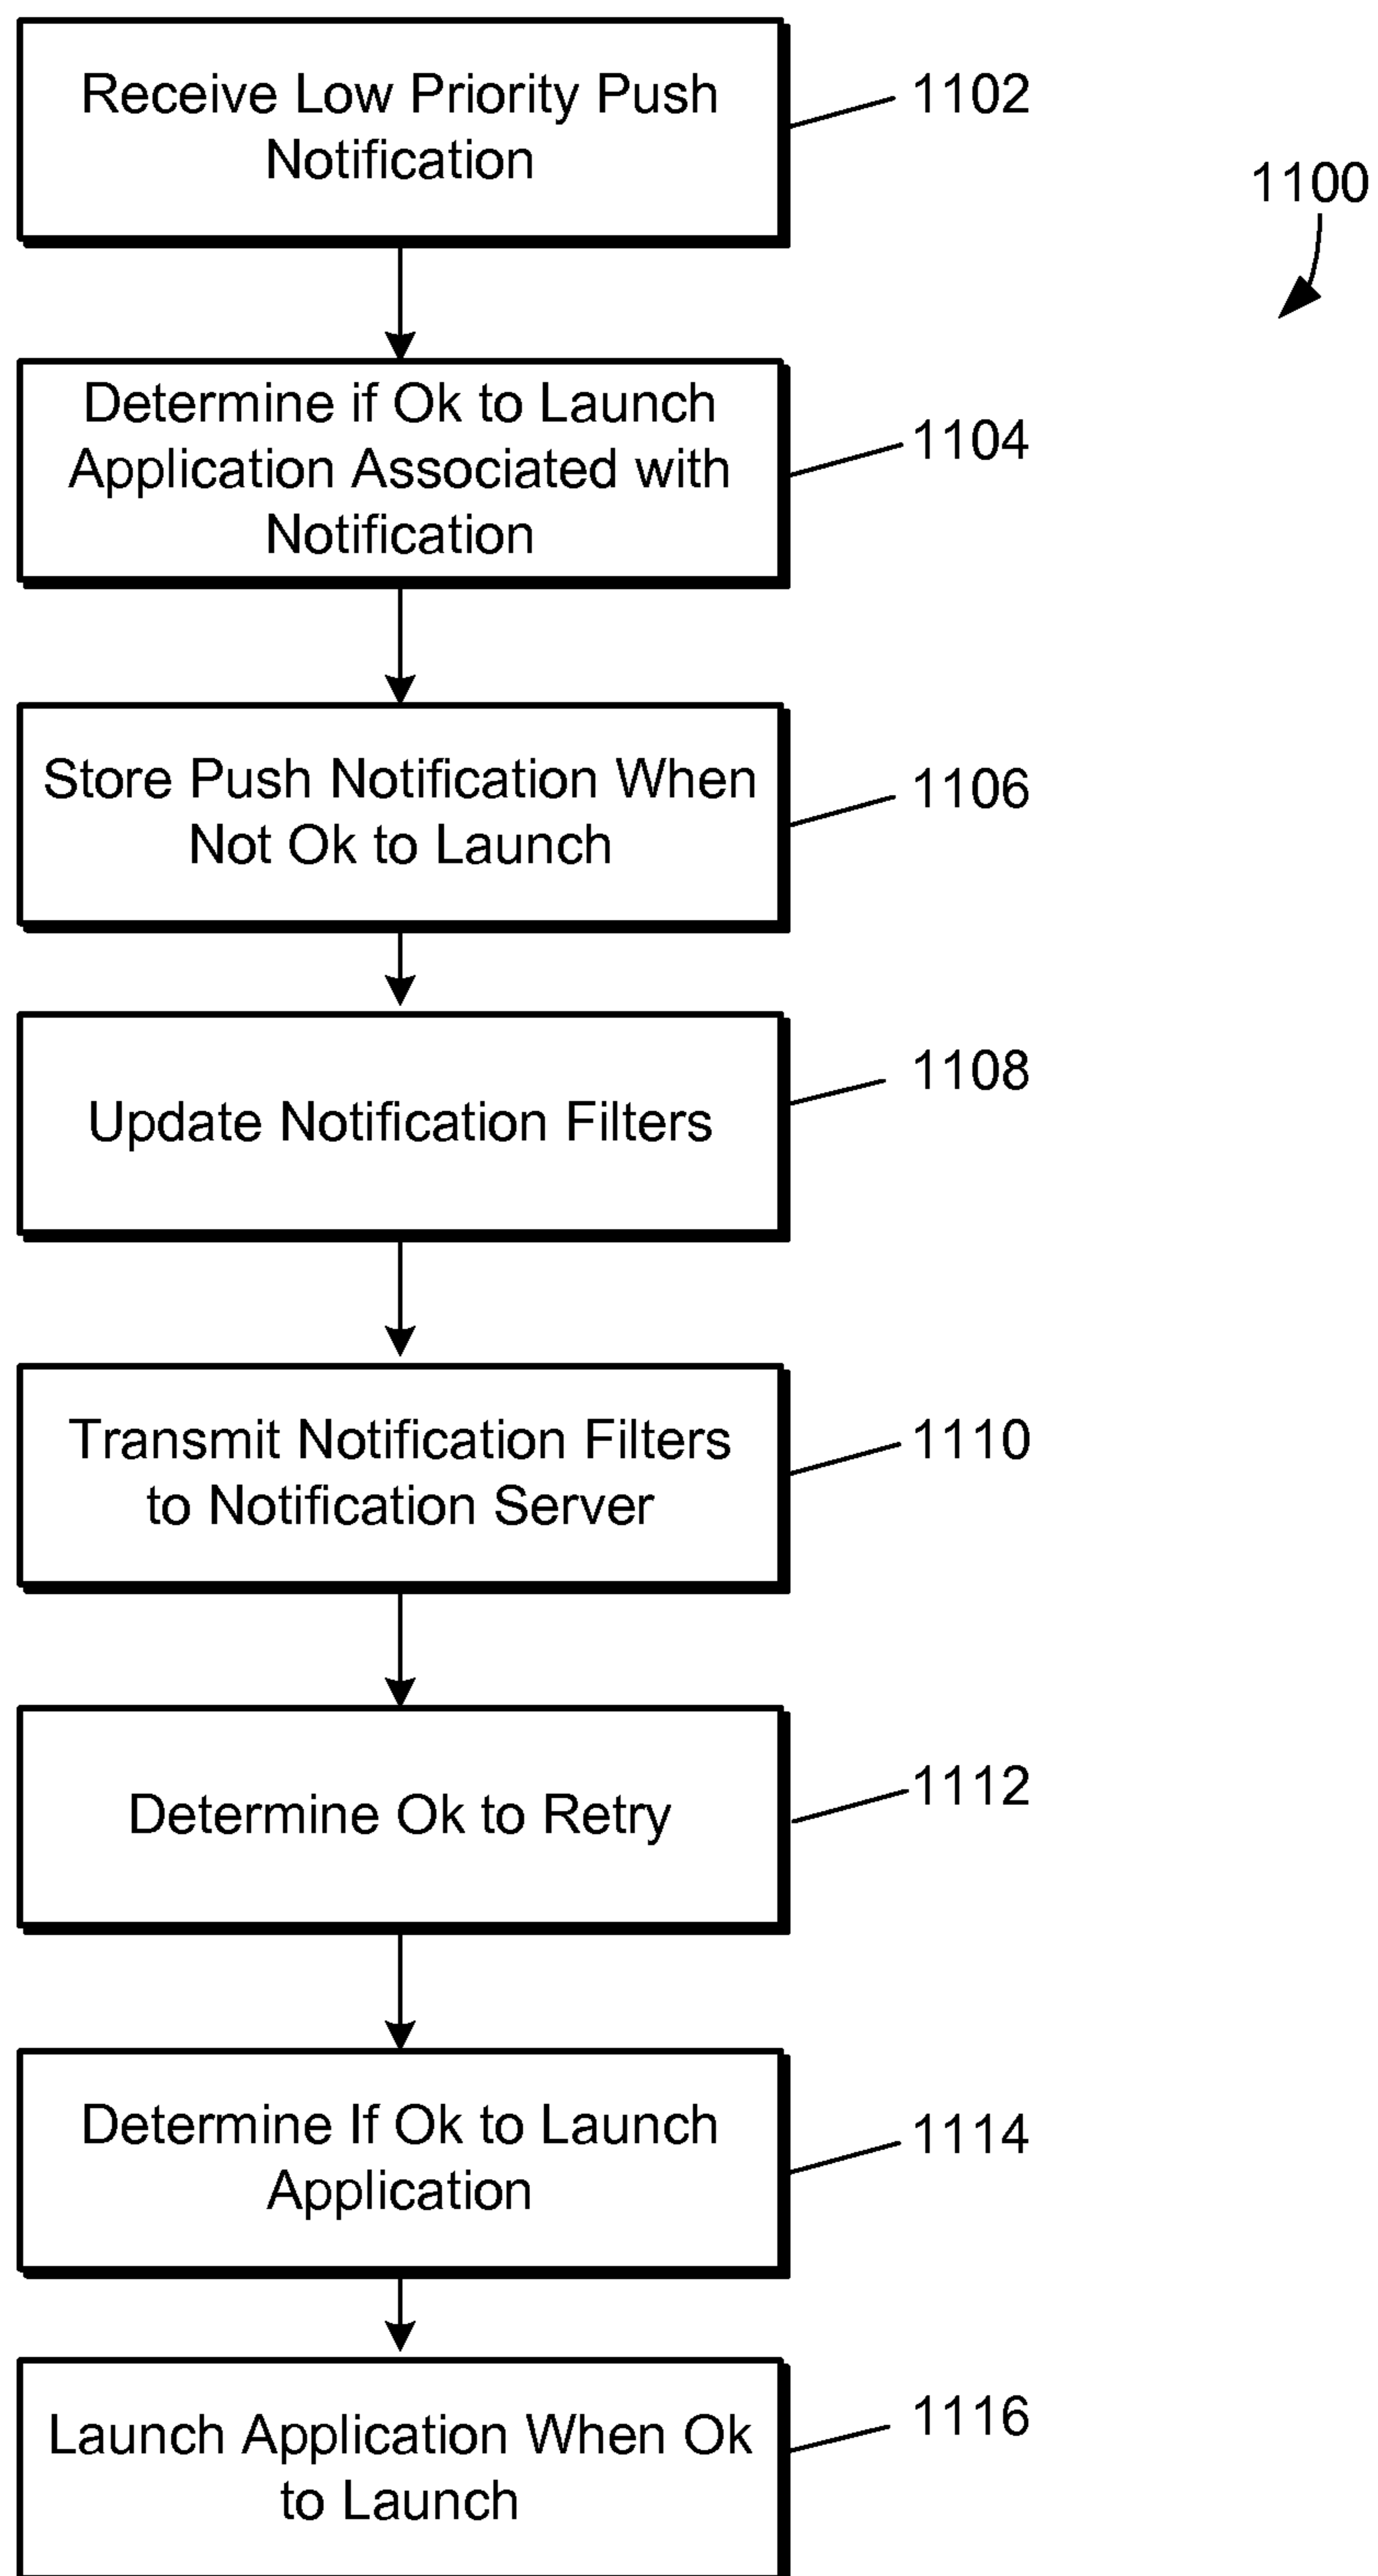 Receive Low Priority Push
Notification
1102
1100
Determine if Ok to Launch
Application Associated with
Notification
1104
Store Push Notification When
Not Ok to Launch
1106
Update Notification Filters
1108
Transmit Notification Filters
to Notification Server
1110
Determine Ok to Retry
1112
Determine If Ok to Launch
Application
1114
Launch Application When Ok
to Launch
1116